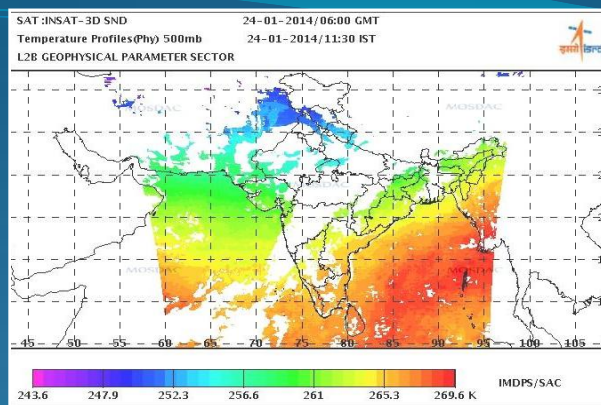 SAT :INSAT-3D SND 24-01-2014/06:00 GMT
Temperature Profiles(Phy) 500mb 24-01-2014/11:30 IST
L2B GEOPHYSICAL PARAMETER SECTOR
इसरो isro
MOSDAC MOSDAC
MOSDAC
MOSDAC MOSDAC
45 50 55 60 65 70 75 80 85 90 95 100 105
243.6 247.9 252.3 256.6 261 265.3 269.6 K
IMDPS/SAC